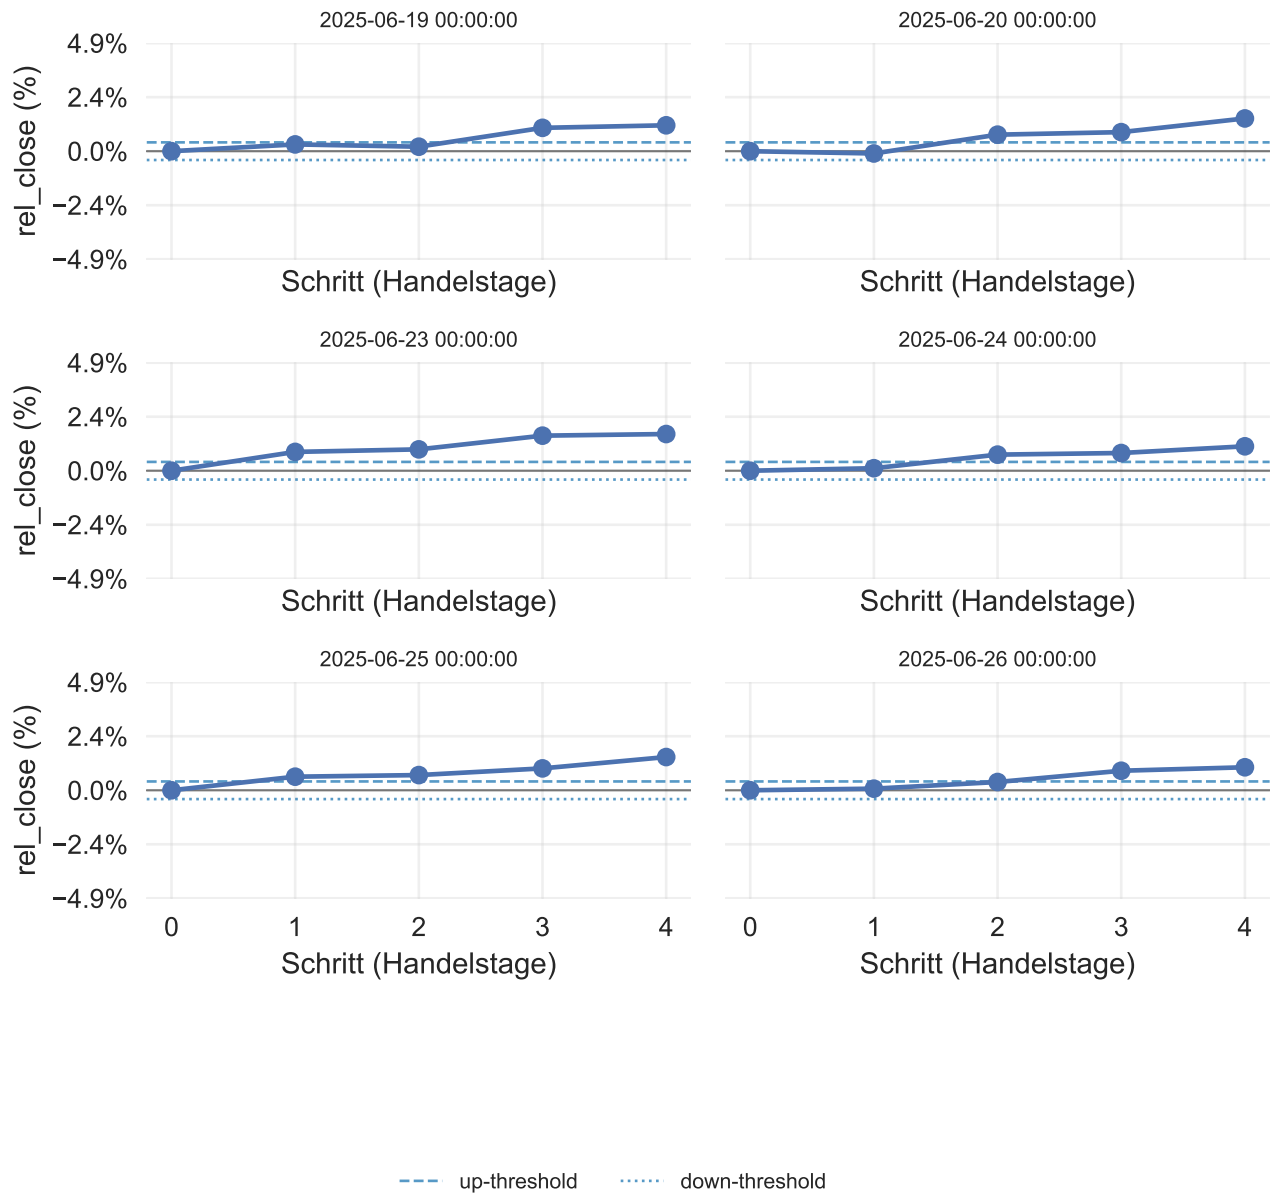 2025-06-19 00:00:00
2025-06-20 00:00:00
4.9%
2.4%
0.0%
−2.4%
−4.9%
rel_close (%)
Schritt (Handelstage)
Schritt (Handelstage)
2025-06-23 00:00:00
2025-06-24 00:00:00
4.9%
2.4%
0.0%
−2.4%
−4.9%
rel_close (%)
Schritt (Handelstage)
Schritt (Handelstage)
2025-06-25 00:00:00
2025-06-26 00:00:00
4.9%
2.4%
0.0%
−2.4%
−4.9%
rel_close (%)
0 1 2 3 4
0 1 2 3 4
Schritt (Handelstage)
Schritt (Handelstage)
up-threshold
down-threshold